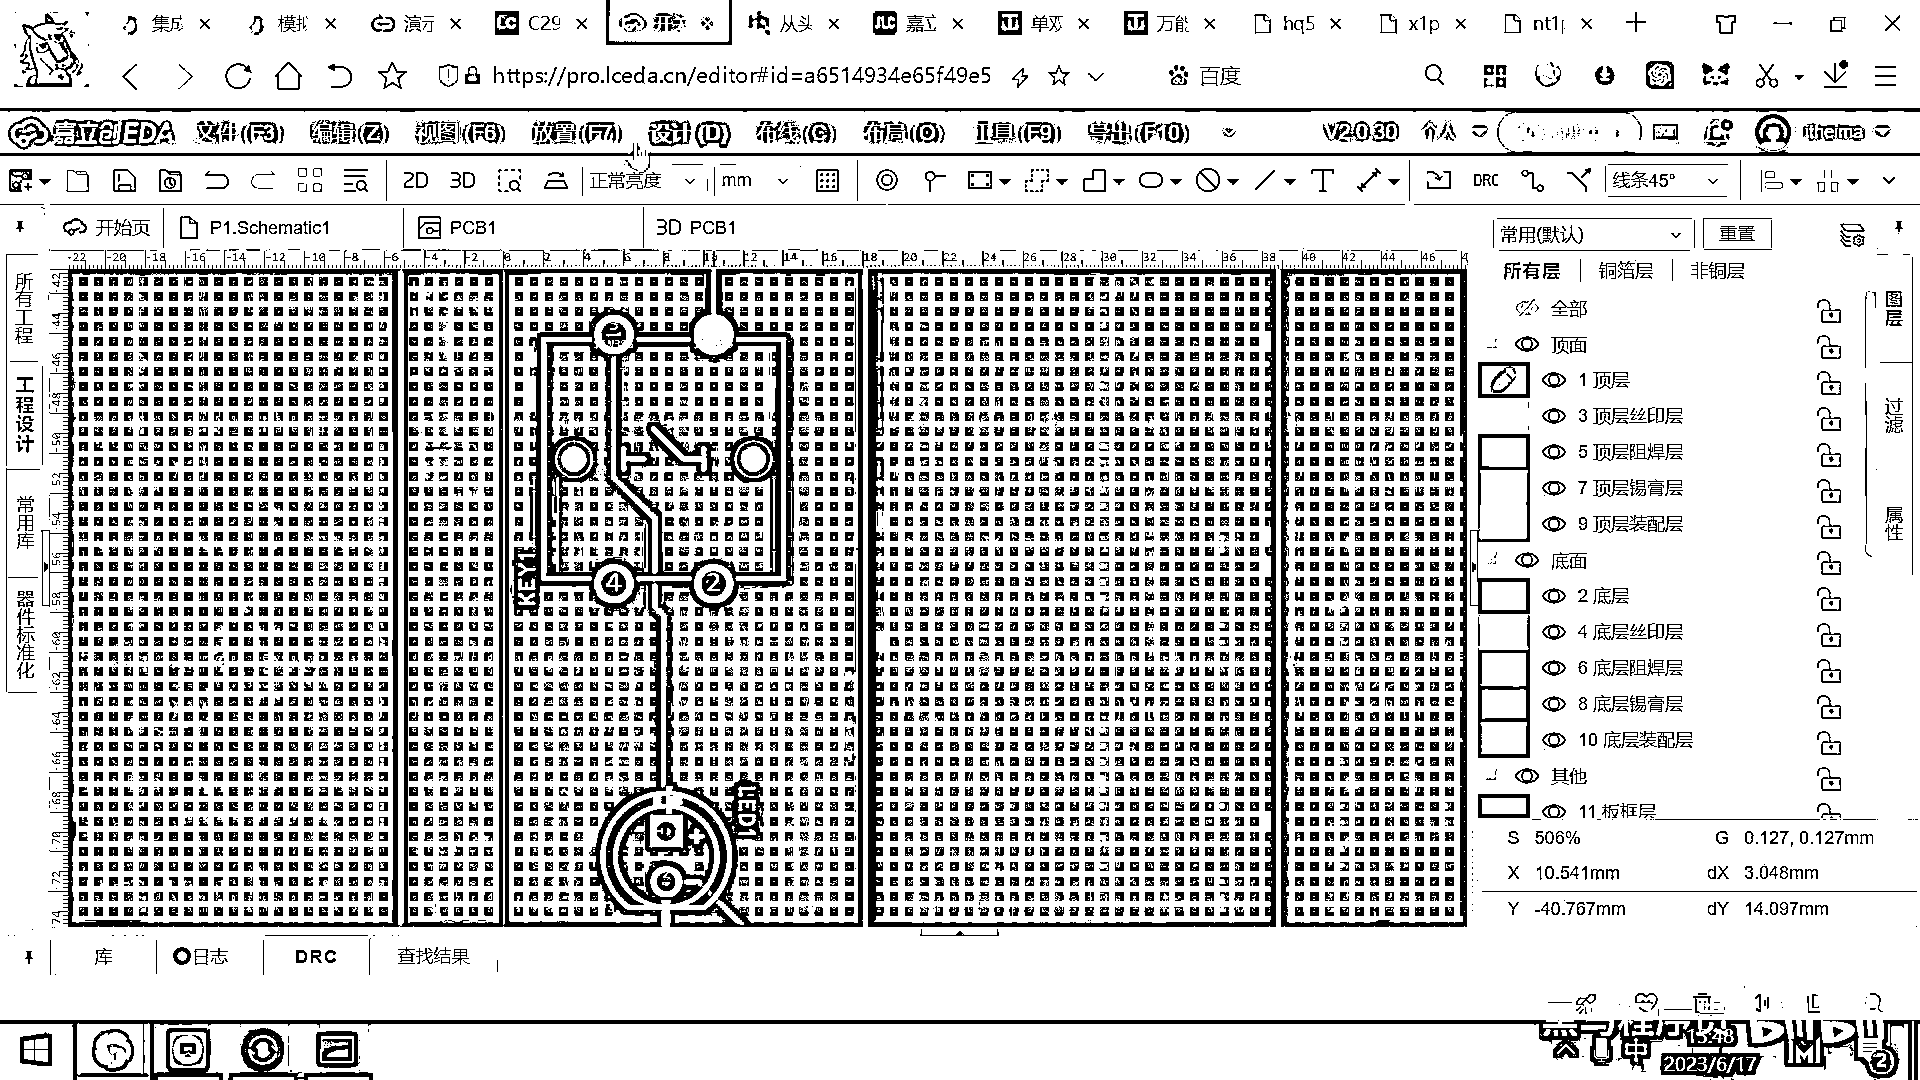 集成 模拟 演示 C29 开关 从头 嘉立 单双 万能 hq5 x1p nt1p
https://pro.lceda.cn/editor#id=a6514934e65f49e5 百度
嘉立创EDA 文件(F3) 编辑(Z) 视图(F6) 放置(F7) 设计(D) 布线(C) 布局(O) 工具(F9) 导出(F10) V2.0.30 个人 itheima
2D 3D 正常亮度 mm DRC 线条45°
开始页 P1.Schematic1 PCB1 3D PCB1
常用(默认) 重置
所有层 铜箔层 非铜层
全部
顶面
1 顶层
3 顶层丝印层
5 顶层阻焊层
7 顶层锡膏层
9 顶层装配层
底面
2 底层
4 底层丝印层
6 底层阻焊层
8 底层锡膏层
10 底层装配层
其他
11 板框层
图层
过滤
属性
所有工程
工程设计
常用库
器件标准化
3
4 2
KEY1
LED1
S 506% G 0.127, 0.127mm
X 10.541mm dX 3.048mm
Y -40.767mm dY 14.097mm
库 日志 DRC 查找结果
中 15:48
2023/6/17
2